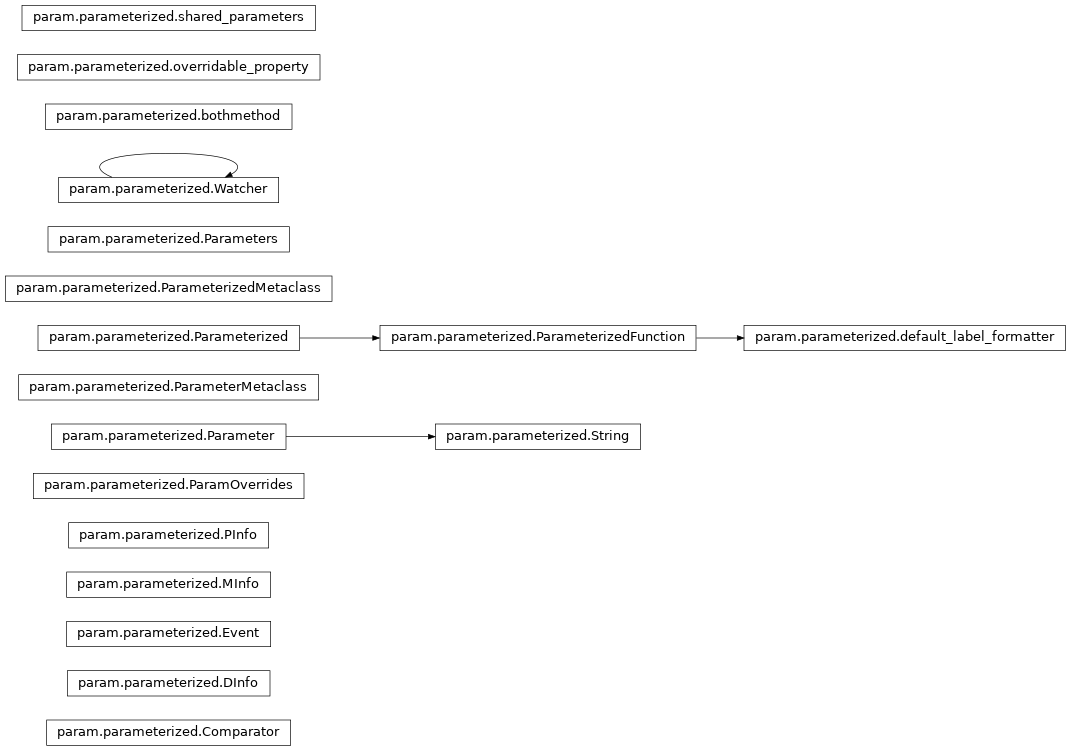 param.parameterized.shared_parameters
param.parameterized.overridable_property
param.parameterized.bothmethod
param.parameterized.Watcher
param.parameterized.Parameters
param.parameterized.ParameterizedMetaclass
param.parameterized.Parameterized
param.parameterized.ParameterizedFunction
param.parameterized.default_label_formatter
param.parameterized.ParameterMetaclass
param.parameterized.Parameter
param.parameterized.String
param.parameterized.ParamOverrides
param.parameterized.PInfo
param.parameterized.MInfo
param.parameterized.Event
param.parameterized.DInfo
param.parameterized.Comparator